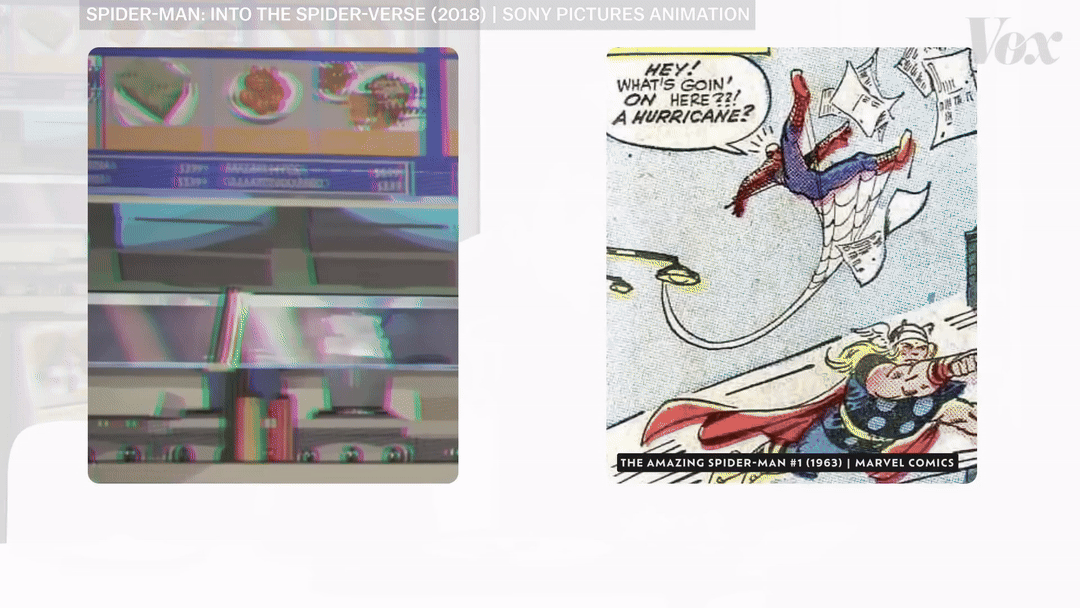 SPIDER-MAN: INTO THE SPIDER-VERSE (2018) | SONY PICTURES ANIMATION
Vox
HEY!
WHAT'S GOIN'
ON HERE??!
A HURRICANE?
THE AMAZING SPIDER-MAN #1 (1963) | MARVEL COMICS